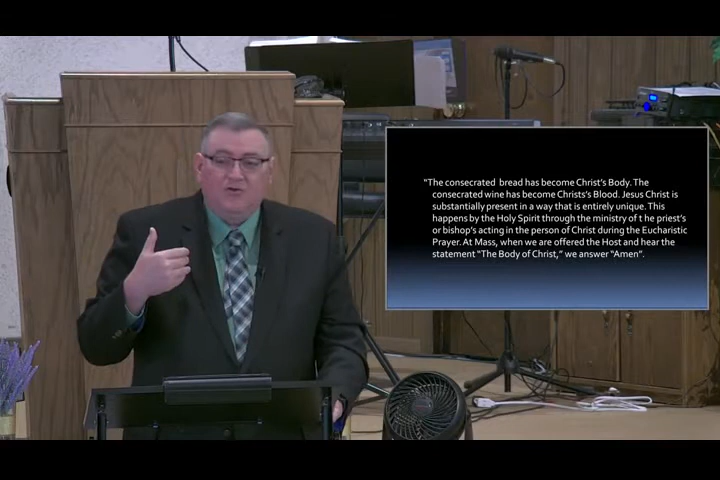 “The consecrated bread has become Christ’s Body. The
consecrated wine has become Christs’s Blood. Jesus Christ is
substantially present in a way that is entirely unique. This
happens by the Holy Spirit through the ministry of t he priest’s
or bishop’s acting in the person of Christ during the Eucharistic
Prayer. At Mass, when we are offered the Host and hear the
statement “The Body of Christ,” we answer “Amen”.